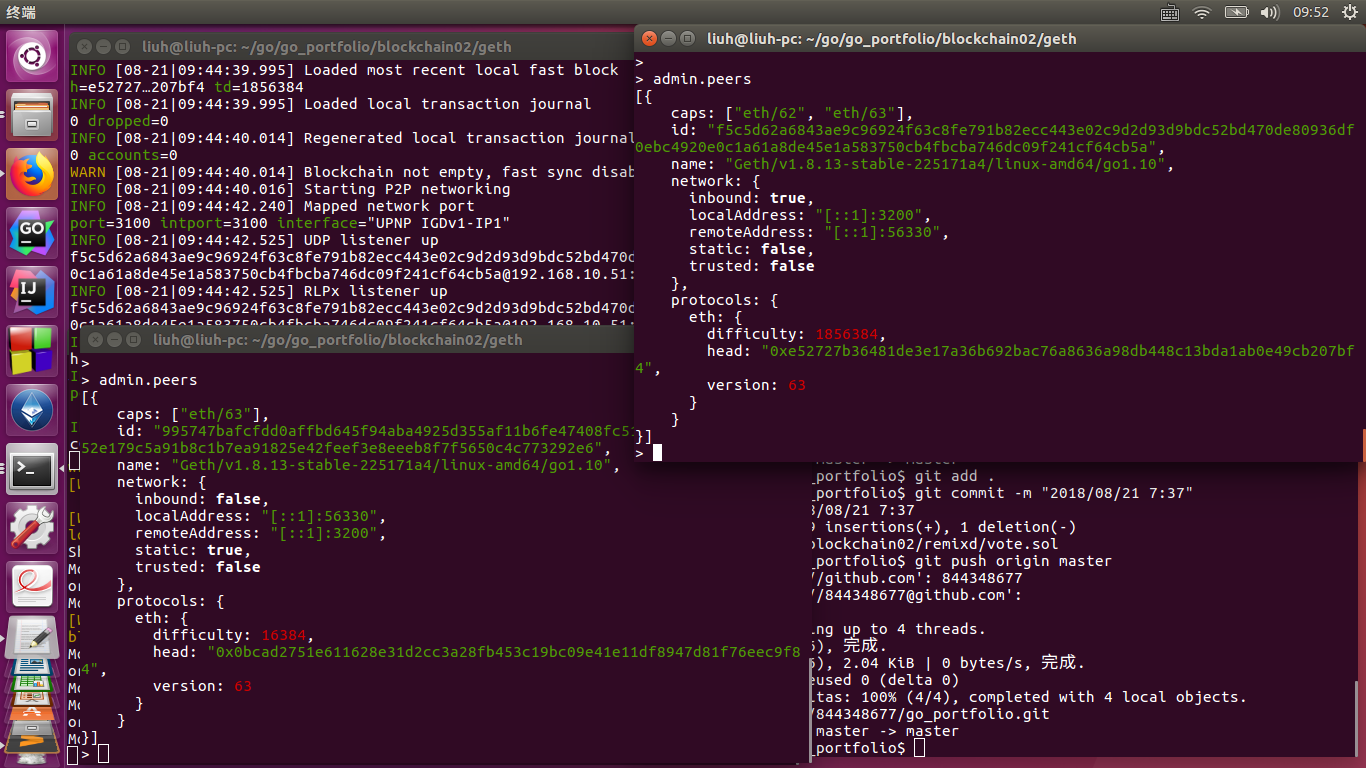 终端
09:52
liuh@liuh-pc: ~/go/go_portfolio/blockchain02/geth
INFO [08-21|09:44:39.995] Loaded most recent local fast block
h=e52727…207bf4 td=1856384
INFO [08-21|09:44:39.995] Loaded local transaction journal
0 dropped=0
INFO [08-21|09:44:40.014] Regenerated local transaction journal
0 accounts=0
WARN [08-21|09:44:40.014] Blockchain not empty, fast sync disab
INFO [08-21|09:44:40.016] Starting P2P networking
INFO [08-21|09:44:42.240] Mapped network port
port=3100 intport=3100 interface="UPNP IGDv1-IP1"
INFO [08-21|09:44:42.525] UDP listener up
f5c5d62a6843ae9c96924f63c8fe791b82ecc443e02c9d2d93d9bdc52bd470d
0c1a61a8de45e1a583750cb4fbcba746dc09f241cf64cb5a@192.168.10.51:
INFO [08-21|09:44:42.525] RLPx listener up
f5c5d62a6843ae9c96924f63c8fe791b82ecc443e02c9d2d93d9bdc52bd470d
0c1a61a8de45e1a583750cb4fbcba746dc09f241cf64cb5a@192.168.10.51:
liuh@liuh-pc: ~/go/go_portfolio/blockchain02/geth
>
> admin.peers
[{
caps: ["eth/63"],
id: "995747bafcfdd0affbd645f94aba4925d355af11b6fe47408fc5
52e179c5a91b8c1b7ea91825e42feef3e8eeeb8f7f5650c4c773292e6",
name: "Geth/v1.8.13-stable-225171a4/linux-amd64/go1.10",
network: {
inbound: false,
localAddress: "[::1]:56330",
remoteAddress: "[::1]:3200",
static: true,
trusted: false
},
protocols: {
eth: {
difficulty: 16384,
head: "0x0bcad2751e611628e31d2cc3a28fb453c19bc09e41e11df8947d81f76eec9f8
4",
version: 63
}
}
}]
>
liuh@liuh-pc: ~/go/go_portfolio/blockchain02/geth
>
> admin.peers
[{
caps: ["eth/62", "eth/63"],
id: "f5c5d62a6843ae9c96924f63c8fe791b82ecc443e02c9d2d93d9bdc52bd470de80936df
0ebc4920e0c1a61a8de45e1a583750cb4fbcba746dc09f241cf64cb5a",
name: "Geth/v1.8.13-stable-225171a4/linux-amd64/go1.10",
network: {
inbound: true,
localAddress: "[::1]:3200",
remoteAddress: "[::1]:56330",
static: false,
trusted: false
},
protocols: {
eth: {
difficulty: 1856384,
head: "0xe52727b36481de3e17a36b692bac76a8636a98db448c13bda1ab0e49cb207bf
4",
version: 63
}
}
}]
>
_portfolio$ git add .
_portfolio$ git commit -m "2018/08/21 7:37"
8/08/21 7:37
9 insertions(+), 1 deletion(-)
blockchain02/remixd/vote.sol
_portfolio$ git push origin master
//github.com': 844348677
//844348677@github.com':
ing up to 4 threads.
6), 完成.
6), 2.04 KiB | 0 bytes/s, 完成.
eused 0 (delta 0)
ltas: 100% (4/4), completed with 4 local objects.
/844348677/go_portfolio.git
master -> master
_portfolio$